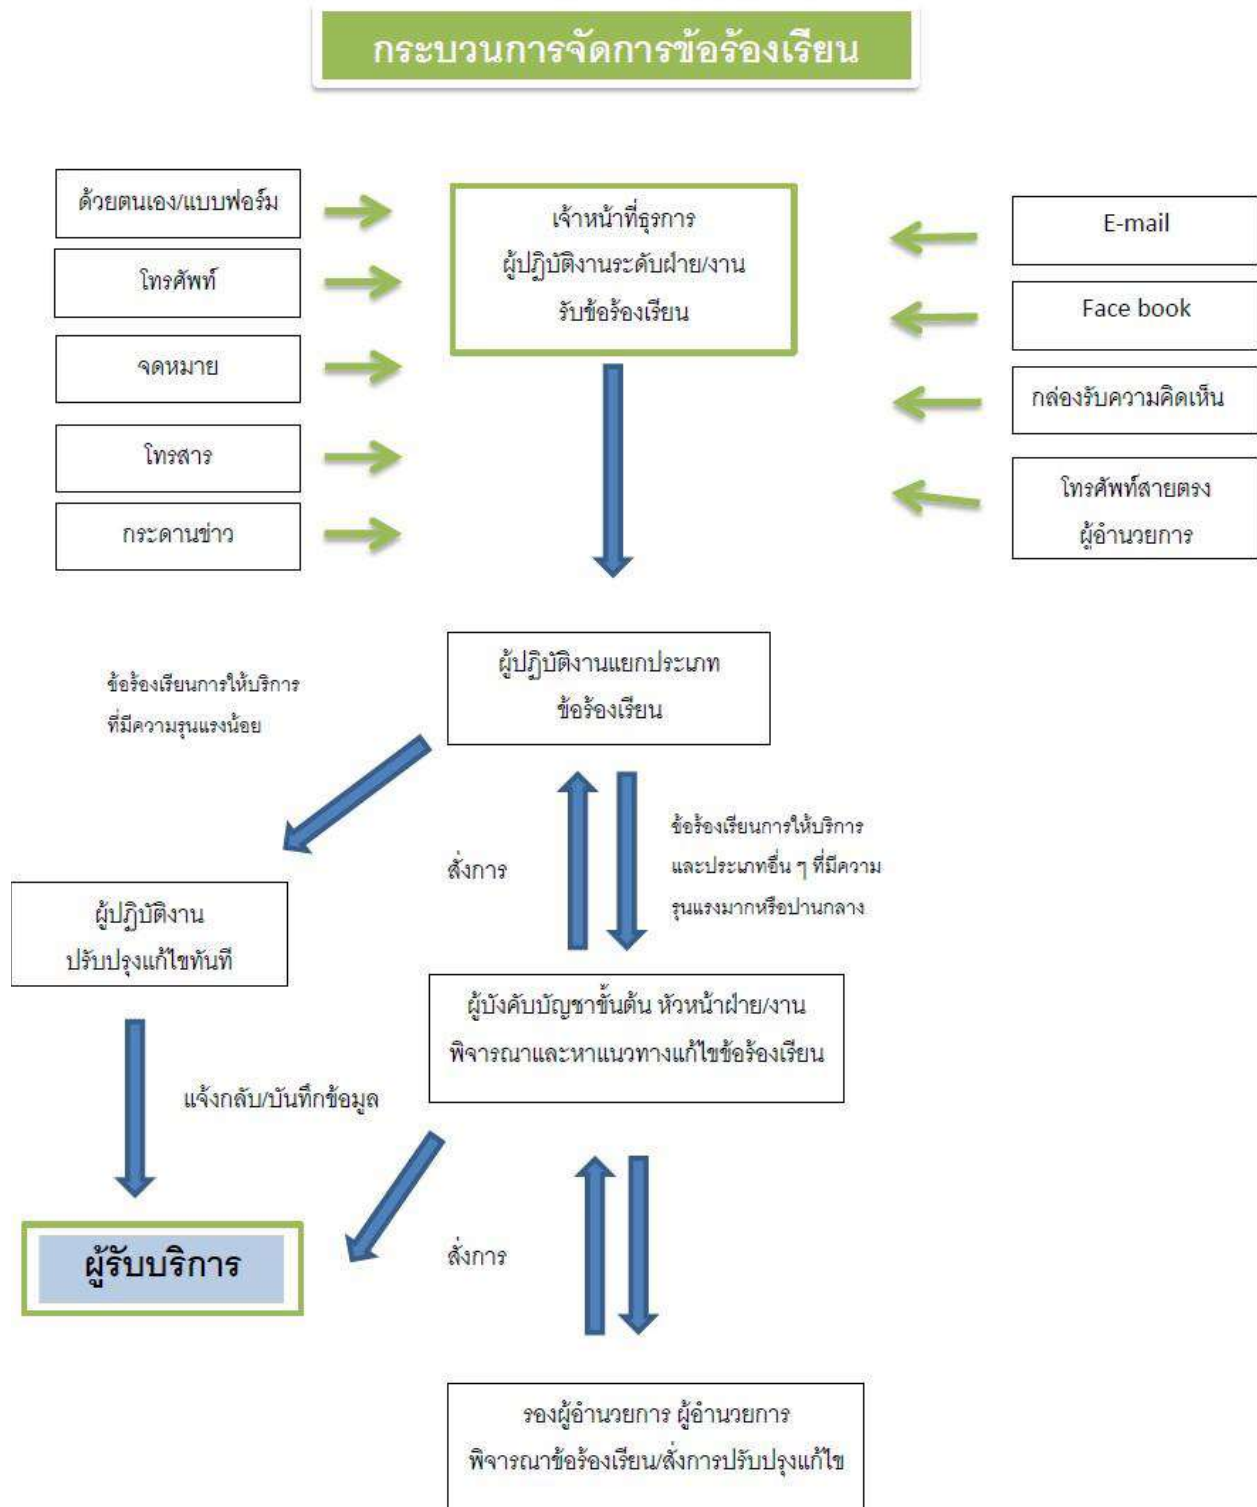 กระบวนการจัดการข้อร้องเรียน
ด้วยตนเอง/แบบฟอร์ม
โทรศัพท์
จดหมาย
โทรสาร
กระดานข่าว
เจ้าหน้าที่ธุรการ
ผู้ปฏิบัติงานระดับฝ่าย/งาน
รับข้อร้องเรียน
E-mail
Face book
กล่องรับความคิดเห็น
โทรศัพท์สายตรง
ผู้อำนวยการ
ผู้ปฏิบัติงานแยกประเภท
ข้อร้องเรียน
ข้อร้องเรียนการให้บริการ
ที่มีความรุนแรงน้อย
สั่งการ
ข้อร้องเรียนการให้บริการ
และประเภทอื่น ๆ ที่มีความ
รุนแรงมากหรือปานกลาง
ผู้ปฏิบัติงาน
ปรับปรุงแก้ไขทันที
ผู้บังคับบัญชาขั้นต้น หัวหน้าฝ่าย/งาน
พิจารณาและหาแนวทางแก้ไขข้อร้องเรียน
แจ้งกลับ/บันทึกข้อมูล
ผู้รับบริการ
สั่งการ
รองผู้อำนวยการ ผู้อำนวยการ
พิจารณาข้อร้องเรียน/สั่งการปรับปรุงแก้ไข